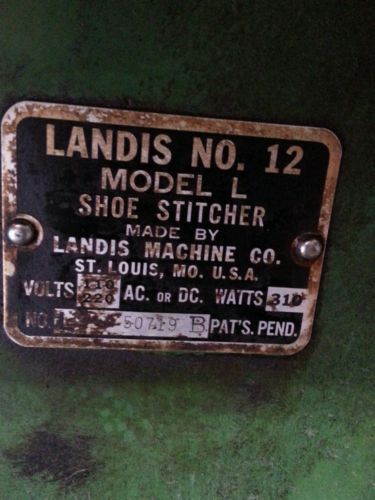 LANDIS NO. 12
MODEL L
SHOE STITCHER
MADE BY
LANDIS MACHINE CO.
ST. LOUIS, MO. U.S.A.
VOLTS 110 220 AC. OR DC. WATTS 310
NO. 50719 B PAT'S. PEND.